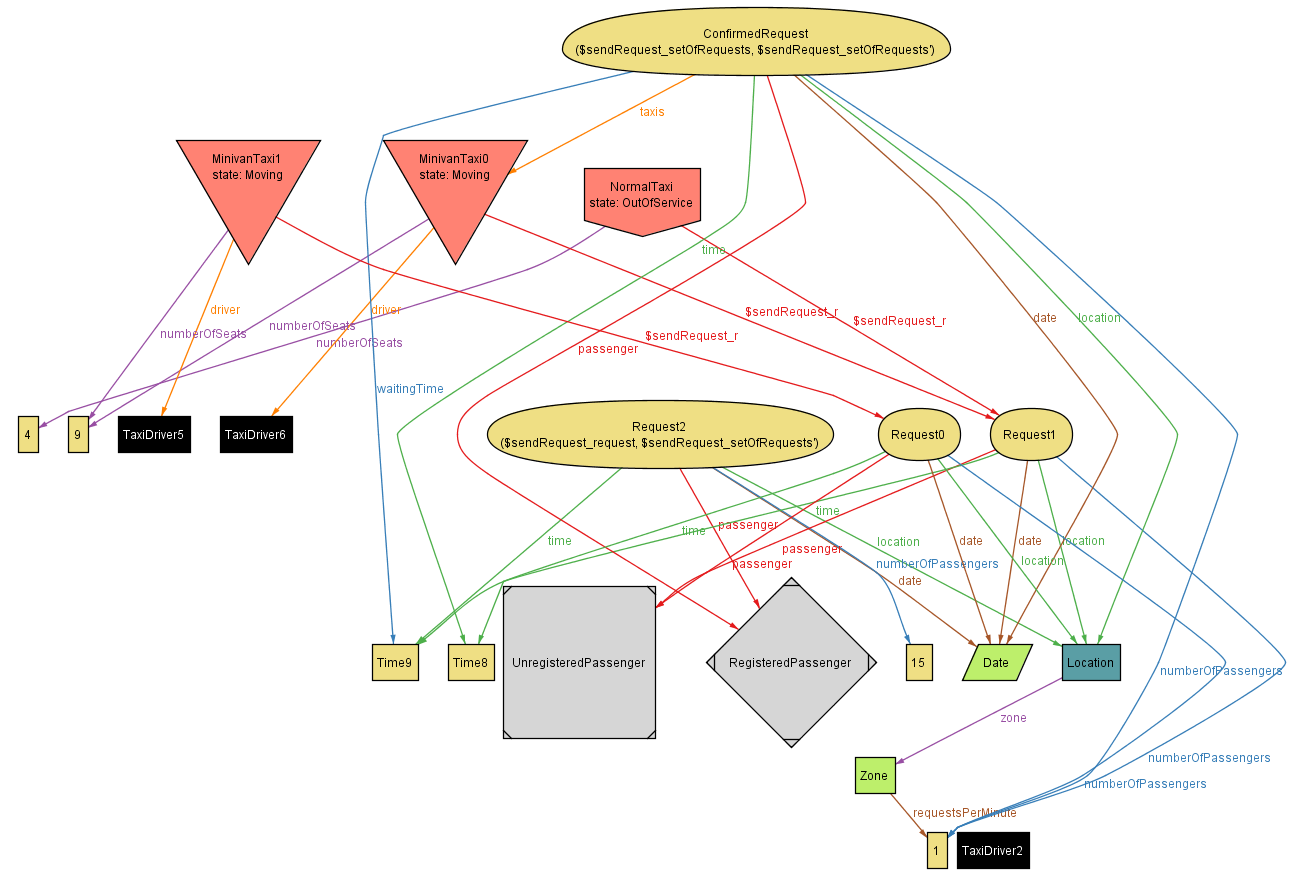 ConfirmedRequest
($sendRequest_setOfRequests, $sendRequest_setOfRequests')
taxis
MinivanTaxi1
state: Moving
MinivanTaxi0
state: Moving
NormalTaxi
state: OutOfService
time
driver
driver
$sendRequest_r
$sendRequest_r
date
location
numberOfSeats
numberOfSeats
numberOfSeats
$sendRequest_r
passenger
waitingTime
4
9
TaxiDriver5
TaxiDriver6
Request2
($sendRequest_request, $sendRequest_setOfRequests')
Request0
Request1
time
passenger
time
time
location
date
date
location
passenger
passenger
numberOfPassengers
location
date
Time9
Time8
UnregisteredPassenger
RegisteredPassenger
15
Date
Location
numberOfPassengers
zone
numberOfPassengers
Zone
numberOfPassengers
requestsPerMinute
1
TaxiDriver2